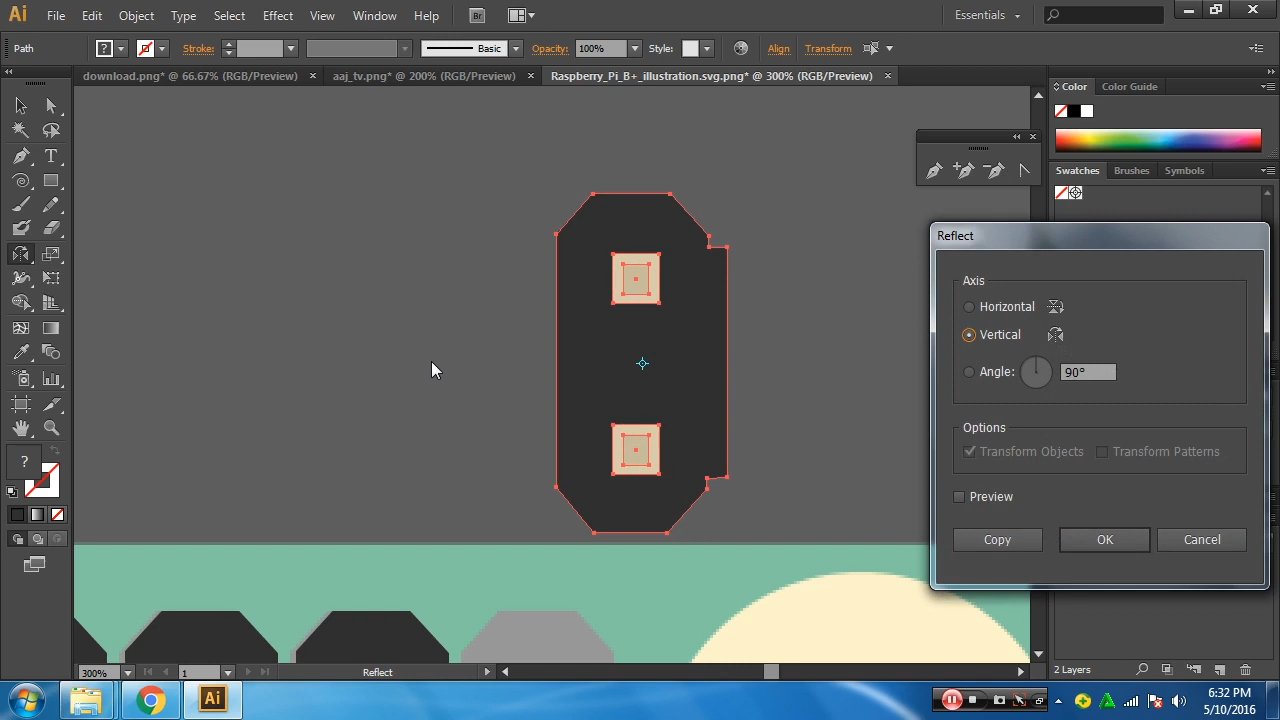 Ai File Edit Object Type Select Effect View Window Help Br Essentials
Path ? Stroke: Basic Opacity: 100% Style: Align Transform
download.png* @ 66.67% (RGB/Preview) × aaj_tv.png* @ 200% (RGB/Preview) × Raspberry_Pi_B+_illustration.svg.png* @ 300% (RGB/Preview) ×
Color Color Guide
Swatches Brushes Symbols
Reflect
Axis
Horizontal
Vertical
Angle: 90°
Options
Transform Objects Transform Patterns
Preview
Copy OK Cancel
T
?
300% 1 Reflect 2 Layers
Ai
6:32 PM
5/10/2016